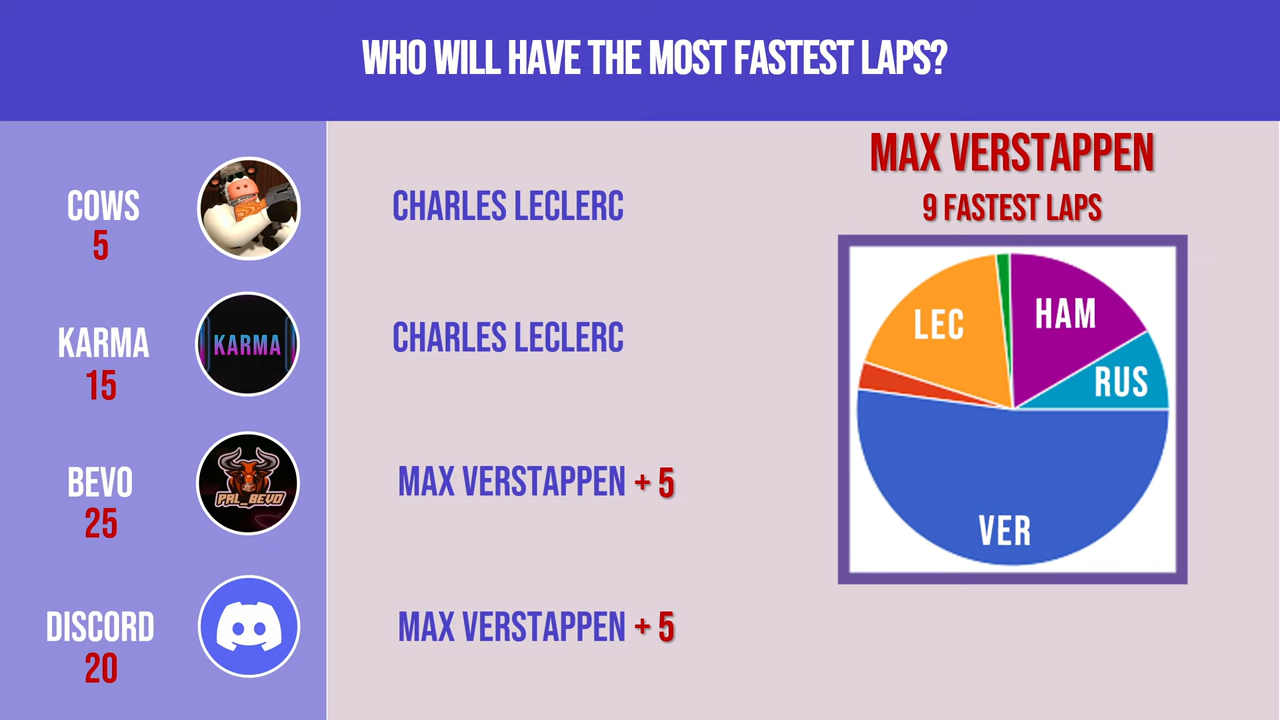 WHO WILL HAVE THE MOST FASTEST LAPS?
COWS
5
CHARLES LECLERC
KARMA
15
KARMA
CHARLES LECLERC
BEVO
25
PRL_BEVO
MAX VERSTAPPEN + 5
DISCORD
20
MAX VERSTAPPEN + 5
MAX VERSTAPPEN
9 FASTEST LAPS
LEC
HAM
RUS
VER